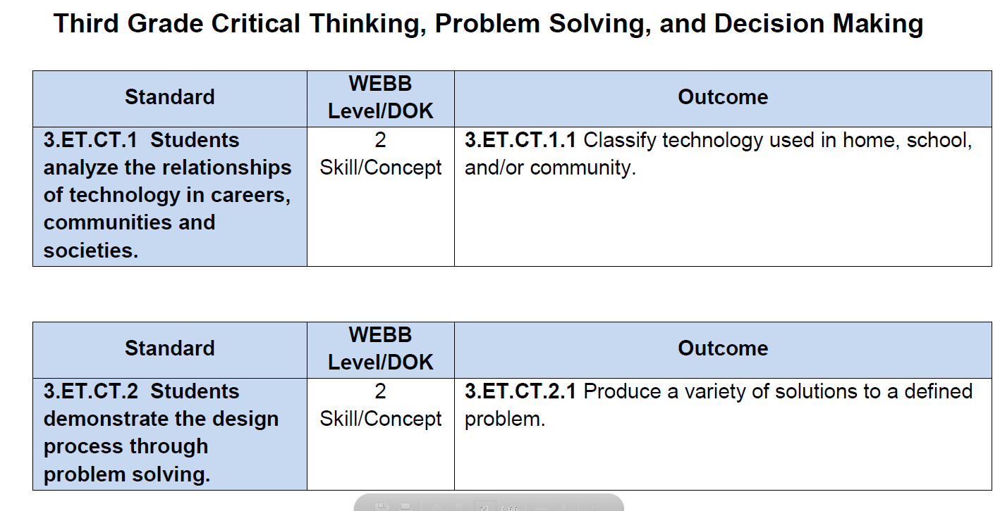 Third Grade Critical Thinking, Problem Solving, and Decision Making
Standard
WEBB
Level/DOK
Outcome
3.ET.CT.1 Students
analyze the relationships
of technology in careers,
communities and
societies.
2
Skill/Concept
3.ET.CT.1.1 Classify technology used in home, school,
and/or community.
Standard
WEBB
Level/DOK
Outcome
3.ET.CT.2 Students
demonstrate the design
process through
problem solving.
2
Skill/Concept
3.ET.CT.2.1 Produce a variety of solutions to a defined
problem.